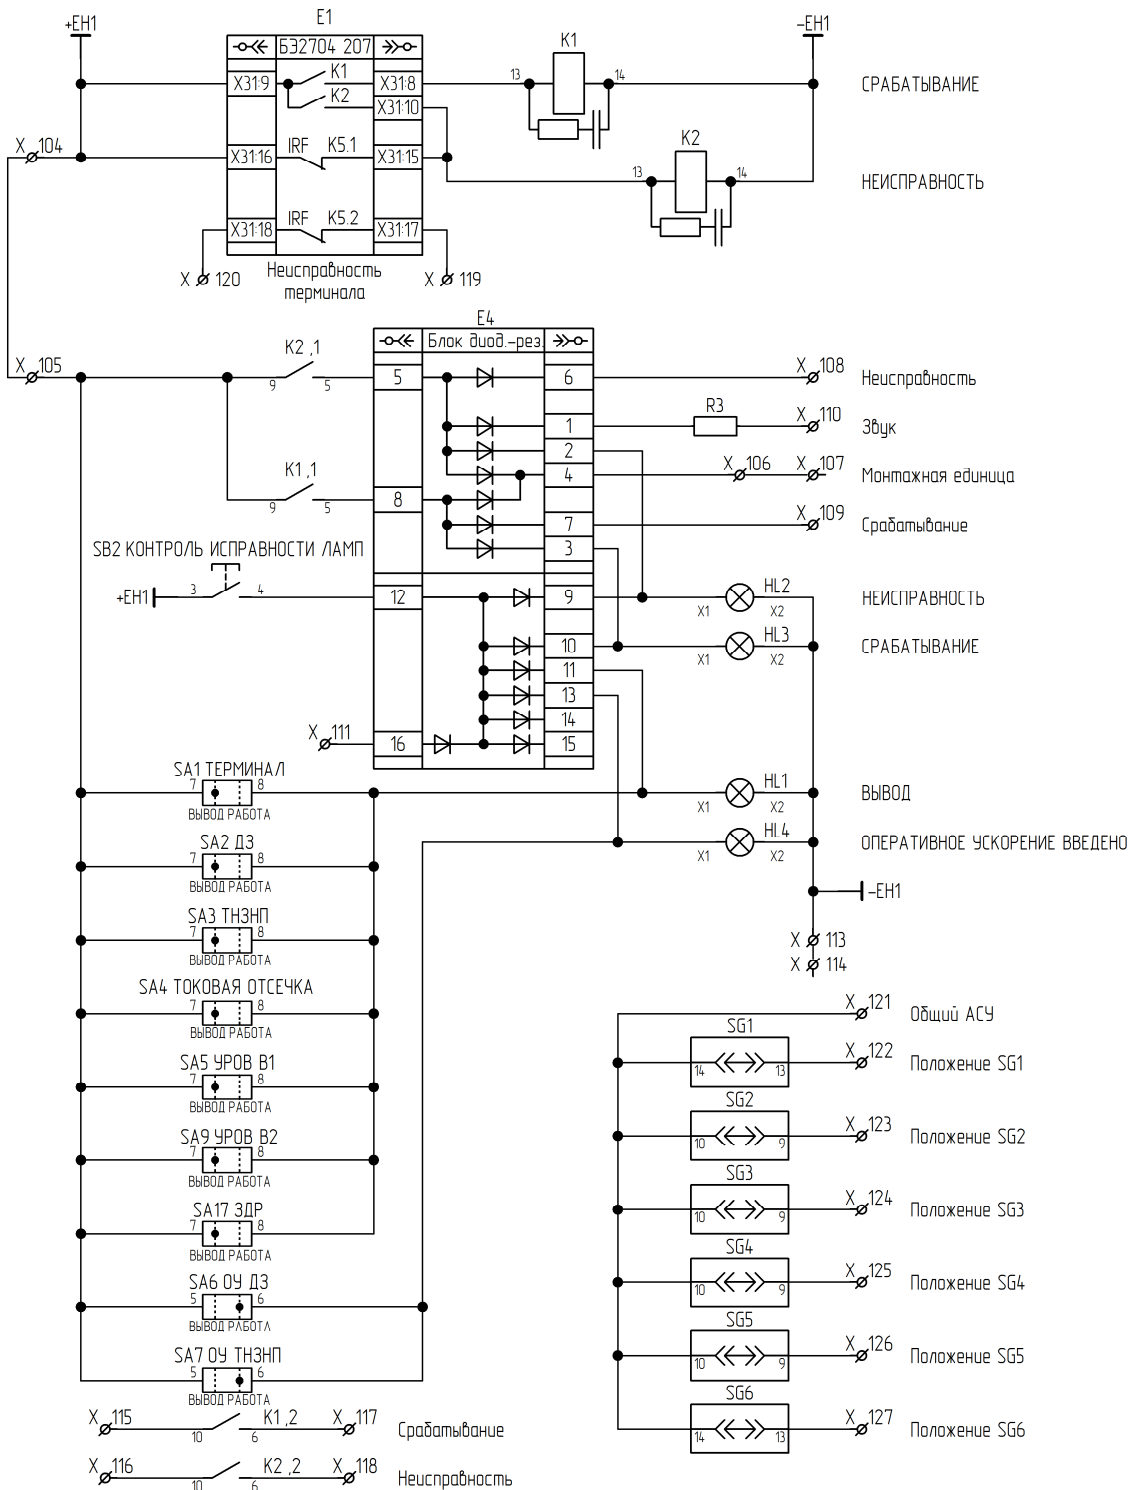 +EH1
E1
-EH1
БЭ2704 207
K1
X31:9 K1 X31:8 13 14 СРАБАТЫВАНИЕ
K2 X31:10
X 104
X31:16 IRF K5.1 X31:15
K2
13 14 НЕИСПРАВНОСТЬ
X31:18 IRF K5.2 X31:17
X 120 Неисправность терминала X 119
E4
Блок диод.-рез.
X 105 K2 ,1 9 5 5 6 X 108 Неисправность
1 R3 X 110 Звук
2
K1 ,1 4 X 106 X 107 Монтажная единица
9 5 8
7 X 109 Срабатывание
3
SB2 КОНТРОЛЬ ИСПРАВНОСТИ ЛАМП
+EH1 3 4 12 9 X1 HL2 X2 НЕИСПРАВНОСТЬ
10 X1 HL3 X2 СРАБАТЫВАНИЕ
11
13
14
X 111 16 15
SA1 ТЕРМИНАЛ
7 8 X1 HL1 X2 ВЫВОД
ВЫВОД РАБОТА
SA2 ДЗ
X1 HL4 X2 ОПЕРАТИВНОЕ УСКОРЕНИЕ ВВЕДЕНО
7 8
ВЫВОД РАБОТА
-EH1
SA3 ТНЗНП
7 8
X 113
ВЫВОД РАБОТА
X 114
SA4 ТОКОВАЯ ОТСЕЧКА
7 8
X 121 Общий АСУ
ВЫВОД РАБОТА
SG1
14 13 X 122 Положение SG1
SA5 УРОВ В1
7 8
ВЫВОД РАБОТА
SG2
10 9 X 123 Положение SG2
SA9 УРОВ В2
7 8
ВЫВОД РАБОТА
SG3
10 9 X 124 Положение SG3
SA17 ЗДР
7 8
ВЫВОД РАБОТА
SG4
10 9 X 125 Положение SG4
SA6 ОУ ДЗ
5 6
ВЫВОД РАБОТА
SG5
10 9 X 126 Положение SG5
SA7 ОУ ТНЗНП
5 6
ВЫВОД РАБОТА
SG6
14 13 X 127 Положение SG6
X 115 10 K1 ,2 6 X 117 Срабатывание
X 116 10 K2 ,2 6 X 118 Неисправность